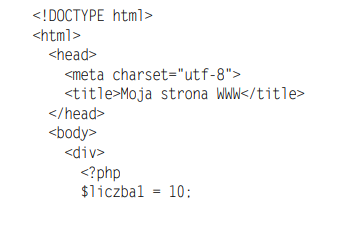 <!DOCTYPE html>
<html>
<head>
<meta charset="utf-8">
<title>Moja strona WWW</title>
</head>
<body>
<div>
<?php
$liczba1 = 10;